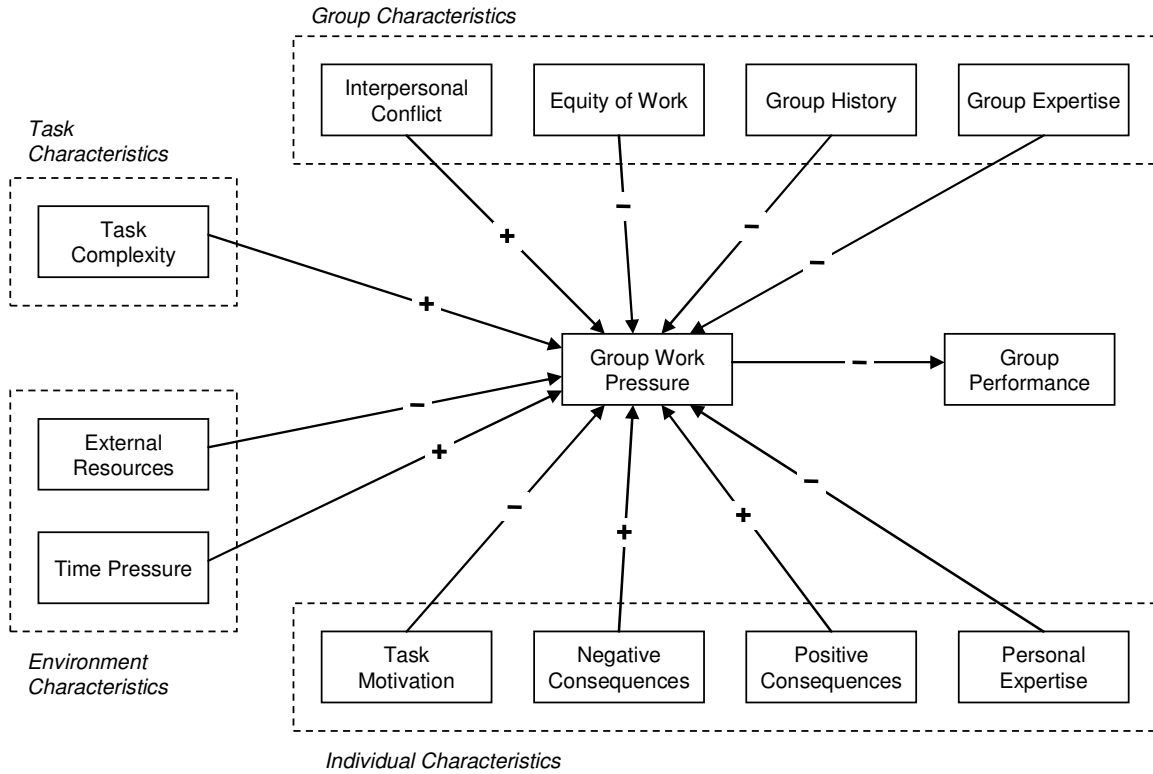 Group Characteristics
Interpersonal
Conflict
Equity of Work
Group History
Group Expertise
Task
Characteristics
Task
Complexity
+
−
−
−
+
Group Work
Pressure
−
Group
Performance
External
Resources
−
+
Time Pressure
−
+
+
−
Environment
Characteristics
Task
Motivation
Negative
Consequences
Positive
Consequences
Personal
Expertise
Individual Characteristics